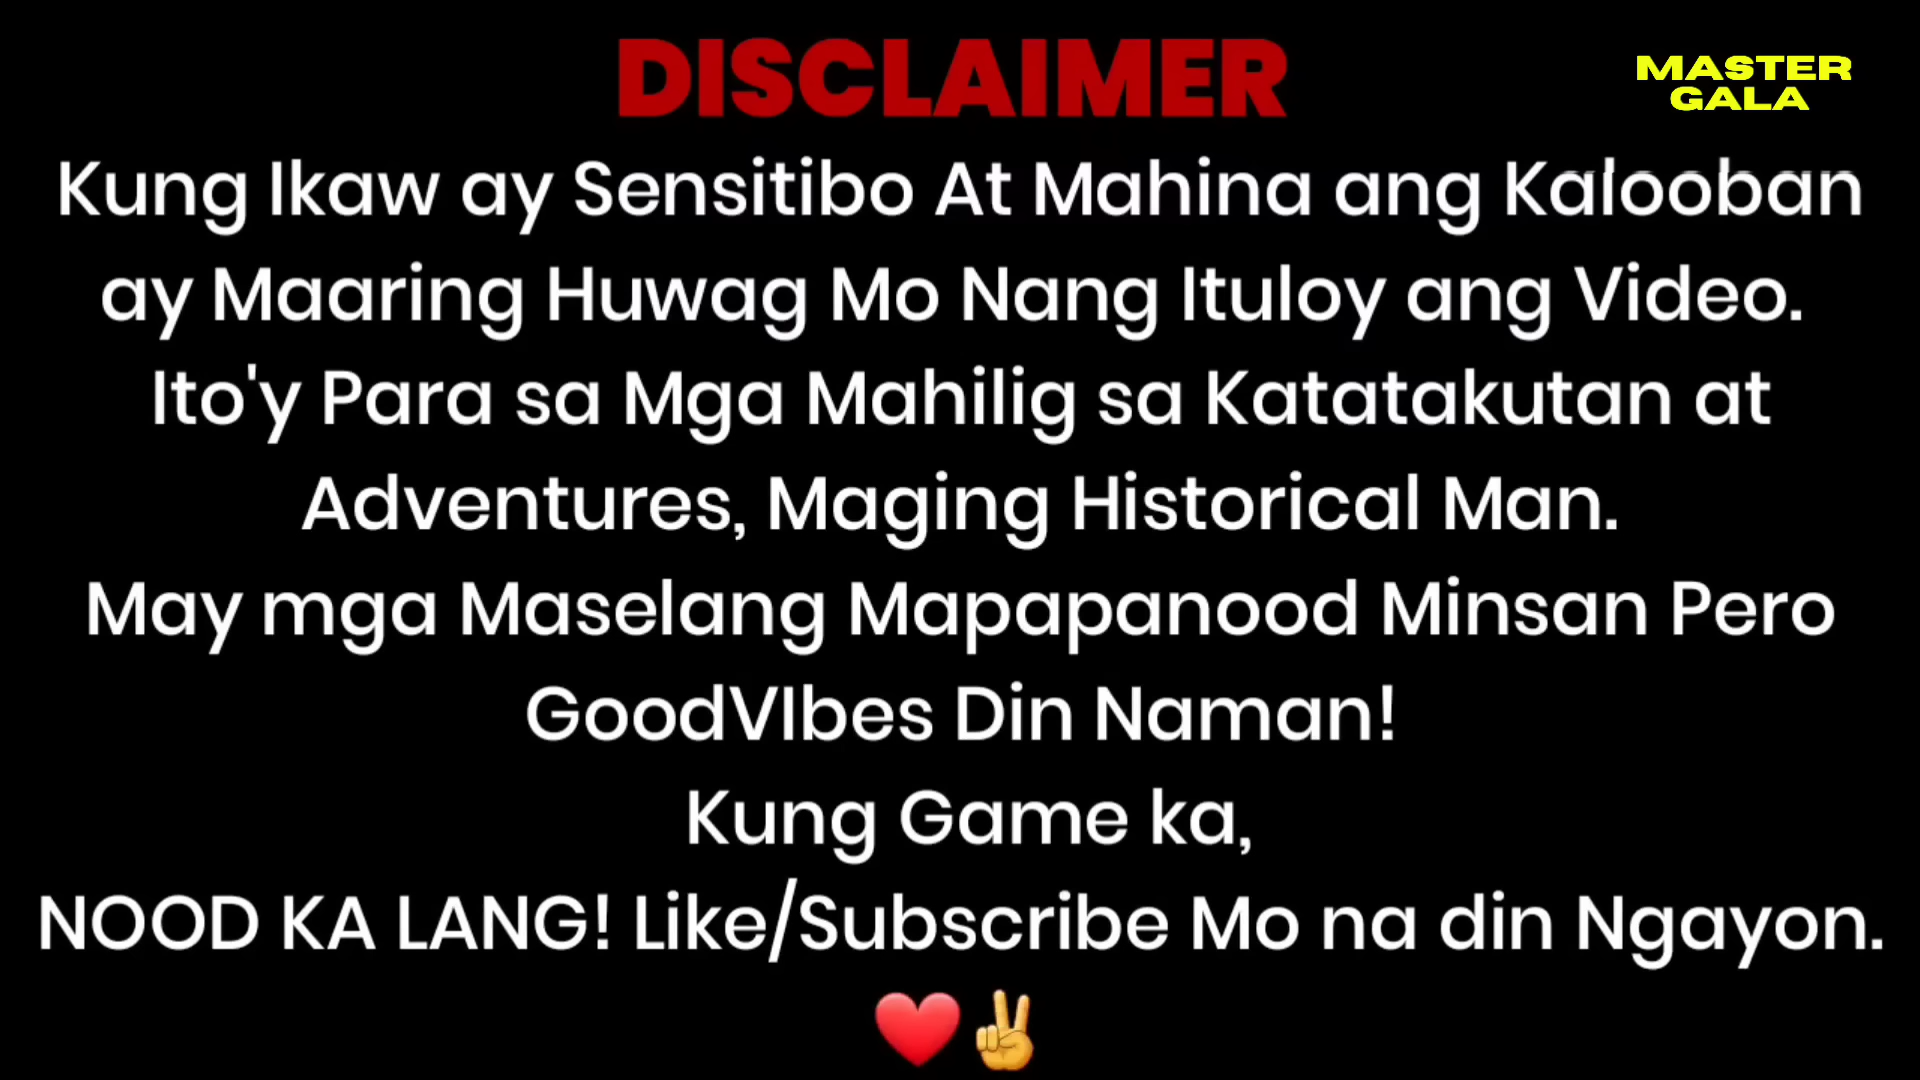 DISCLAIMER
MASTER
GALA
Kung Ikaw ay Sensitibo At Mahina ang Kalooban
ay Maaring Huwag Mo Nang Ituloy ang Video.
Ito'y Para sa Mga Mahilig sa Katatakutan at
Adventures, Maging Historical Man.
May mga Maselang Mapapanood Minsan Pero
GoodVIbes Din Naman!
Kung Game ka,
NOOD KA LANG! Like/Subscribe Mo na din Ngayon.
❤️✌️